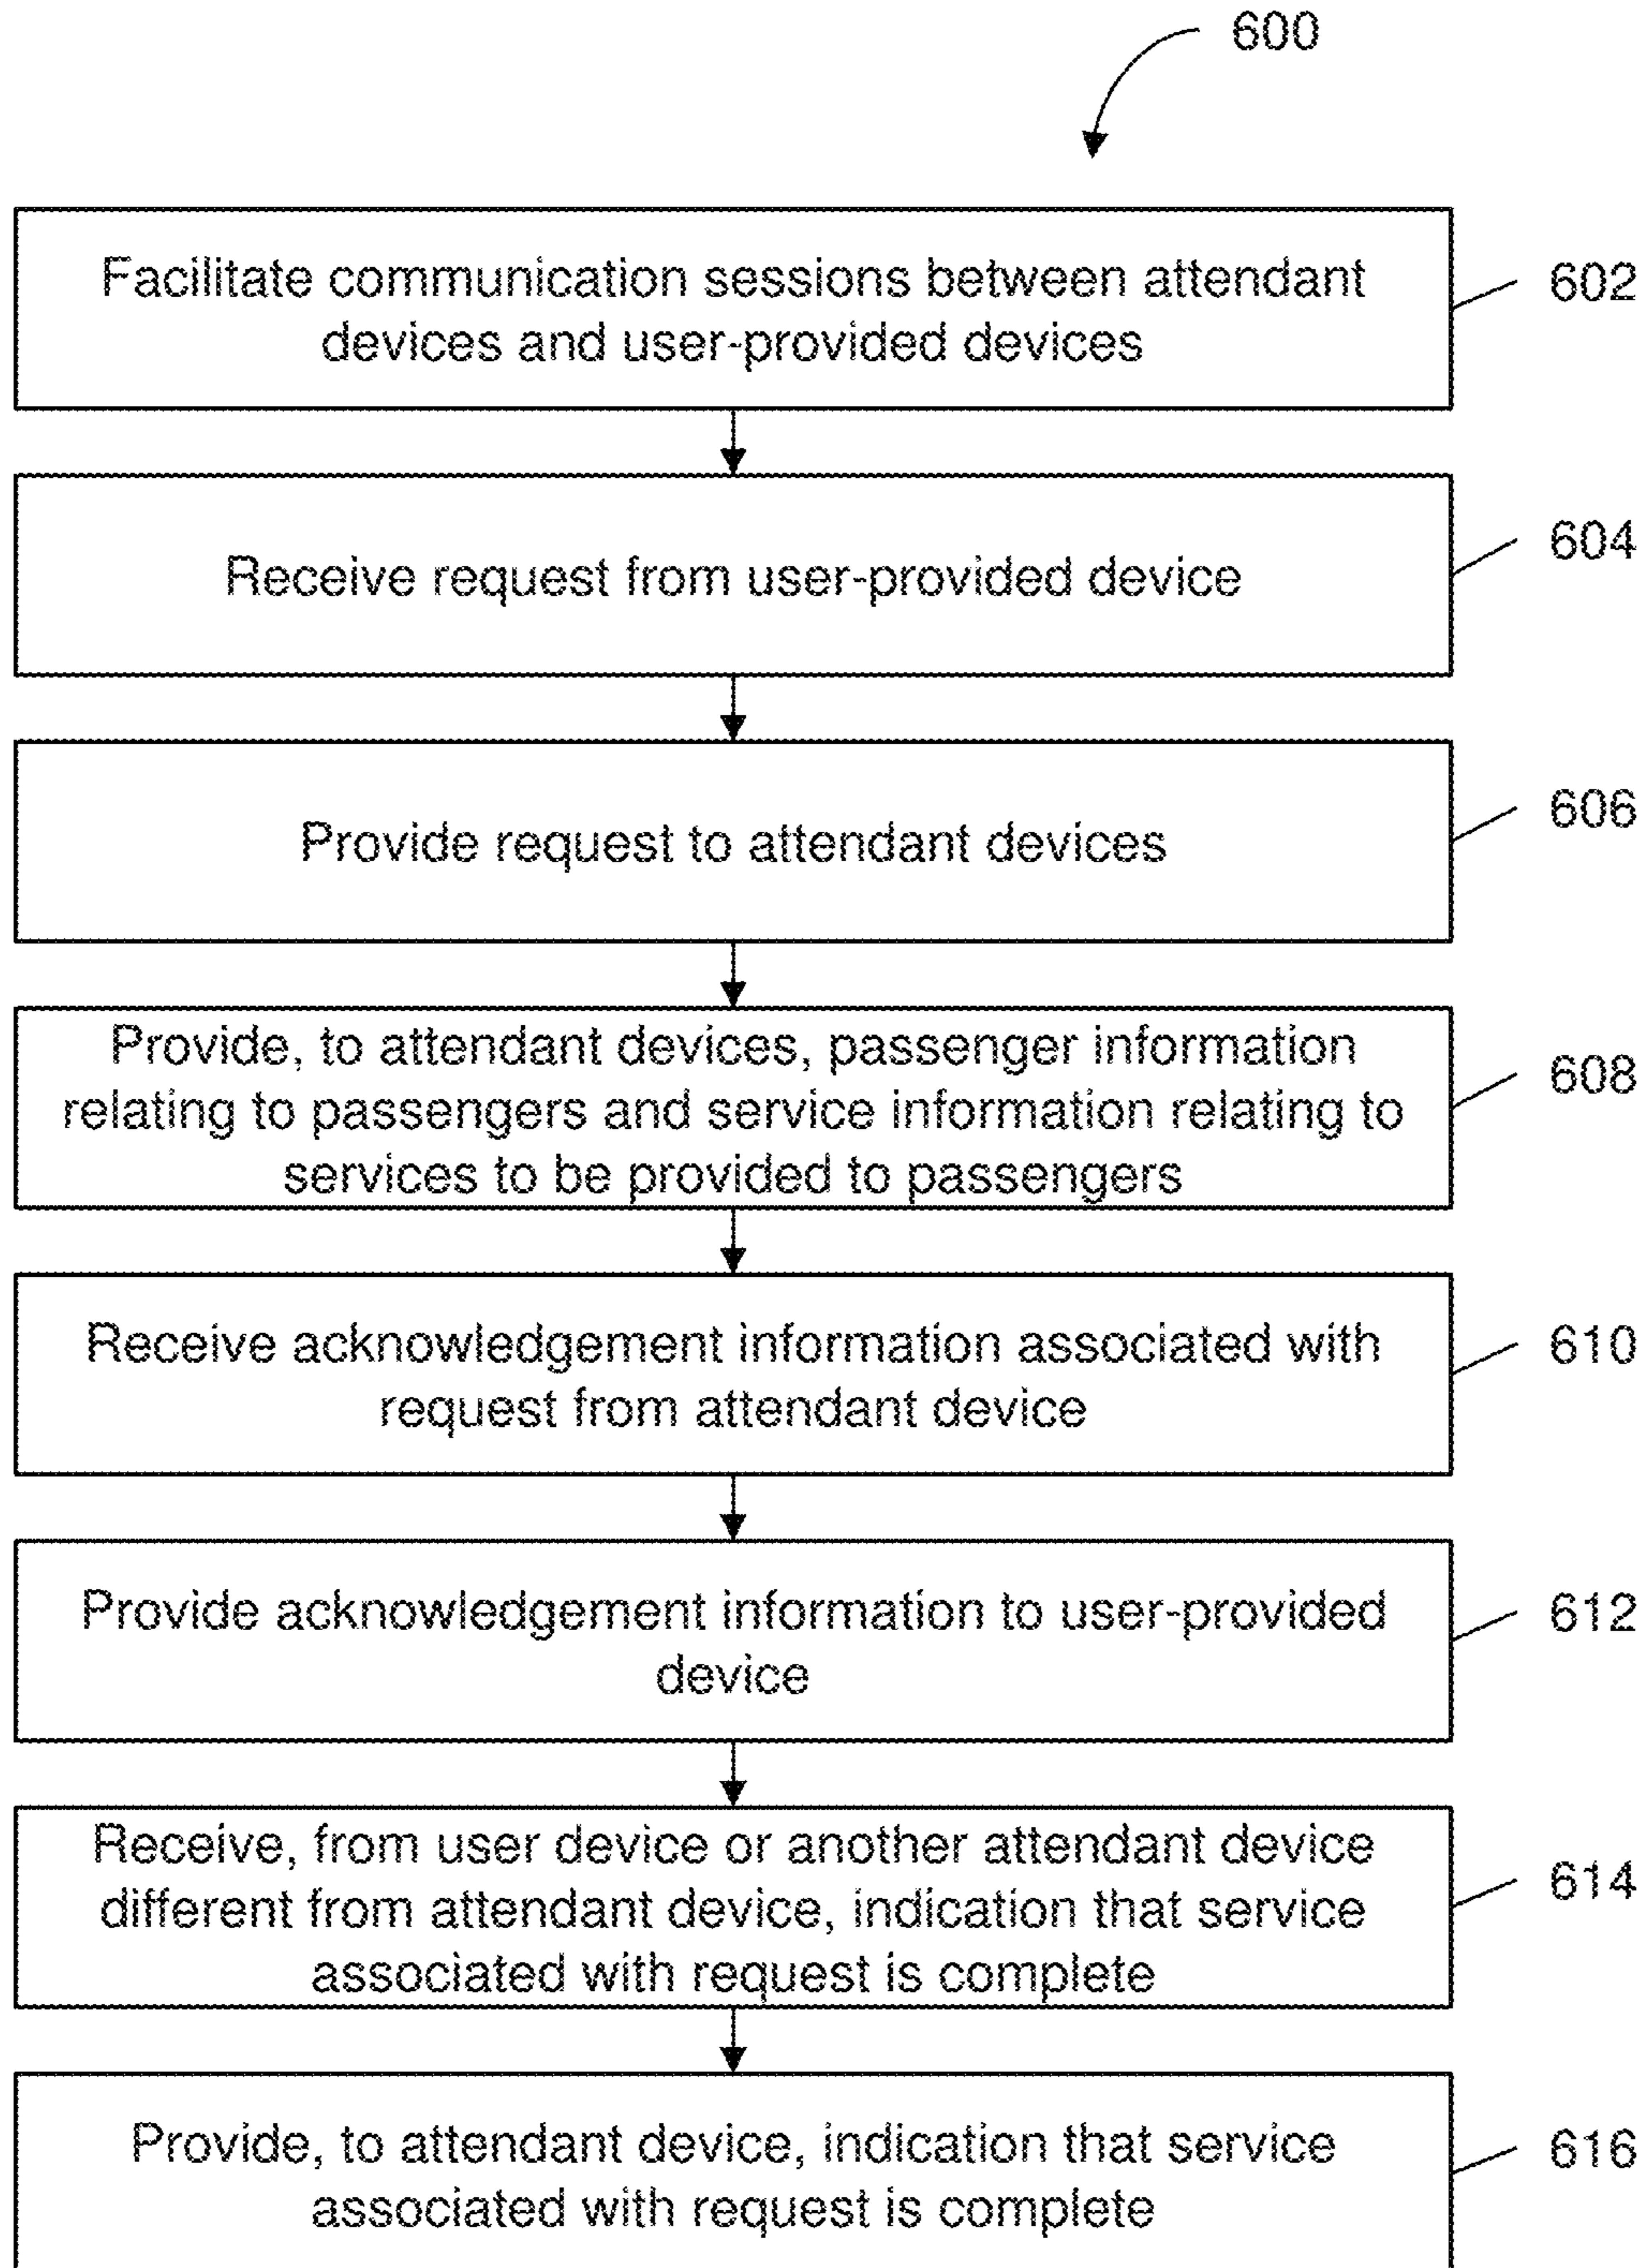 600
Facilitate communication sessions between attendant
devices and user-provided devices
602
Receive request from user-provided device
604
Provide request to attendant devices
606
Provide, to attendant devices, passenger information
relating to passengers and service information relating to
services to be provided to passengers
608
Receive acknowledgement information associated with
request from attendant device
610
Provide acknowledgement information to user-provided
device
612
Receive, from user device or another attendant device
different from attendant device, indication that service
associated with request is complete
614
Provide, to attendant device, indication that service
associated with request is complete
616